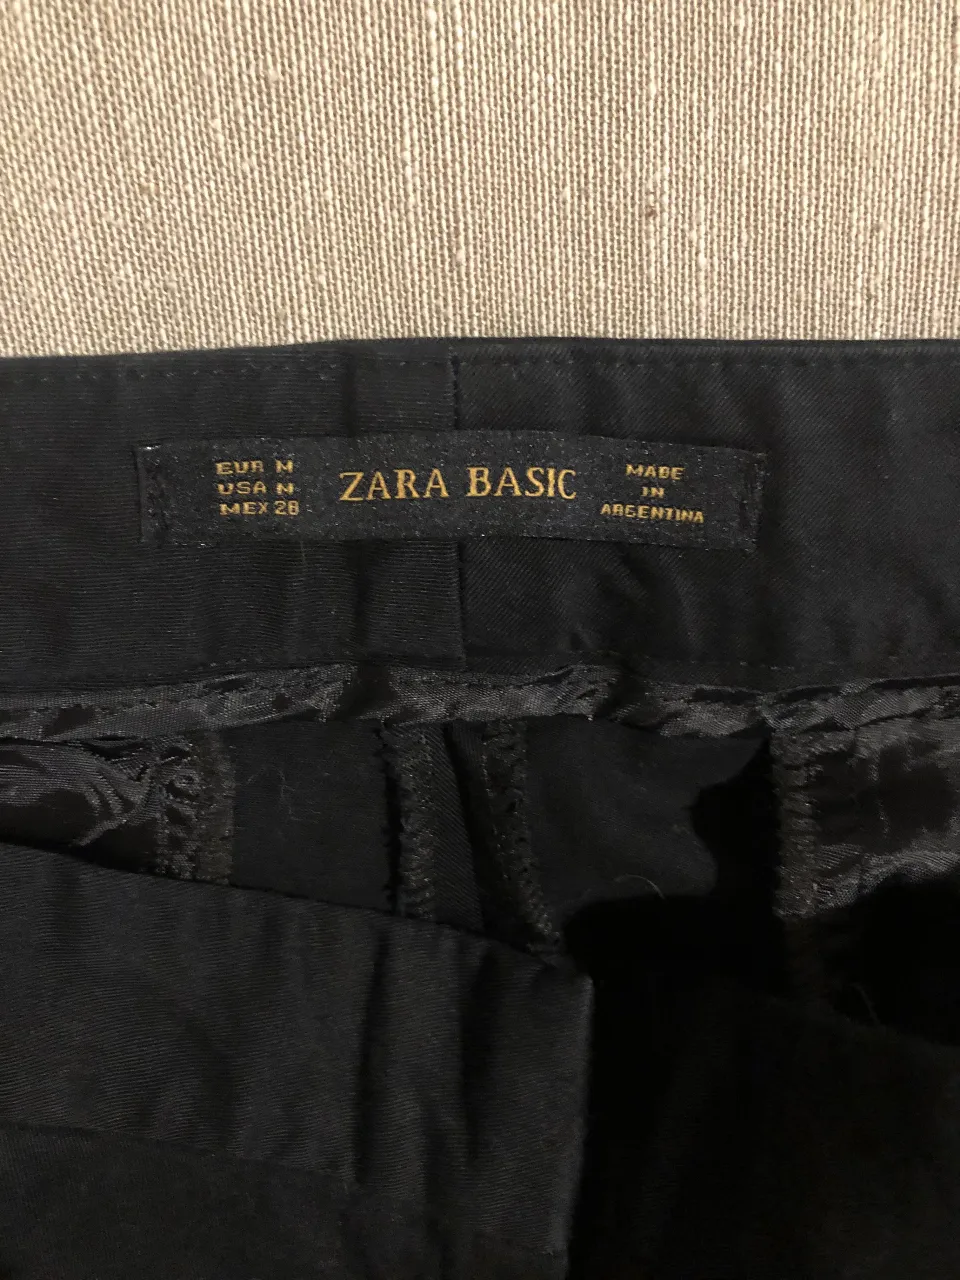 EUR M
USA M
MEX 28
ZARA BASIC
MADE
IN
ARGENTINA